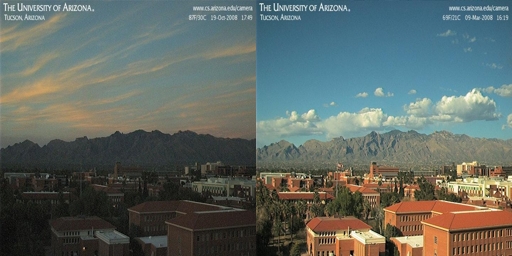 THE UNIVERSITY OF ARIZONA®
TUCSON, ARIZONA
www.cs.arizona.edu/camera
87F/30C 19-Oct-2008 17:49
THE UNIVERSITY OF ARIZONA®
TUCSON, ARIZONA
www.cs.arizona.edu/camera
69F/21C 09-Mar-2008 16:19